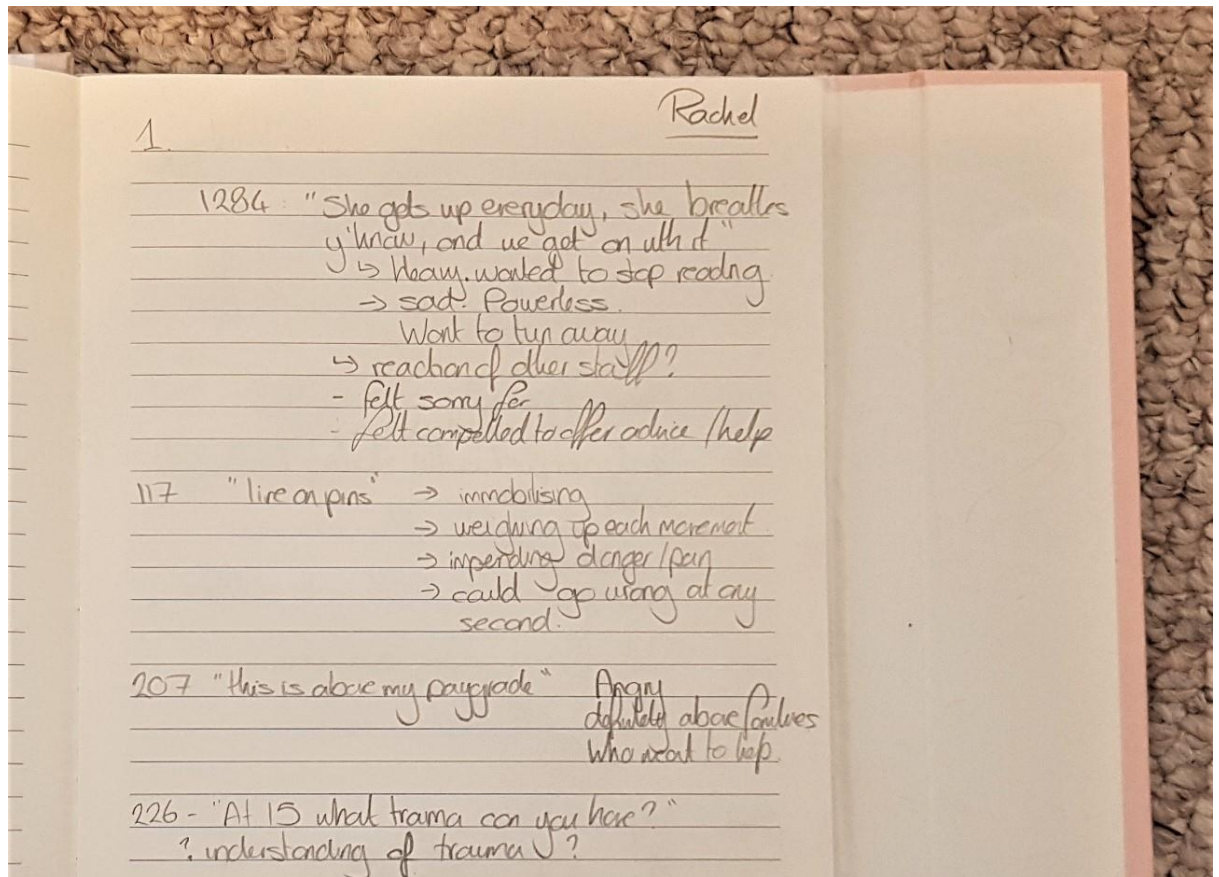 Rachel
1.
1284 "She gets up everyday, she breathes
y'know, and we get on with it"
↳ Heavy. wanted to stop reading
→ sad? Powerless.
Want to run away
↳ reaction of other staff?
- felt sorry for
- felt compelled to offer advice / help
117 "live on pins" → immobilising
→ weighing up each movement
→ impending danger / pain
→ could go wrong at any
second.
207 "this is above my paygrade" Angry
definitely above families
who want to help.
226 - "At 15 what trama can you have?"
? understanding of trauma ?